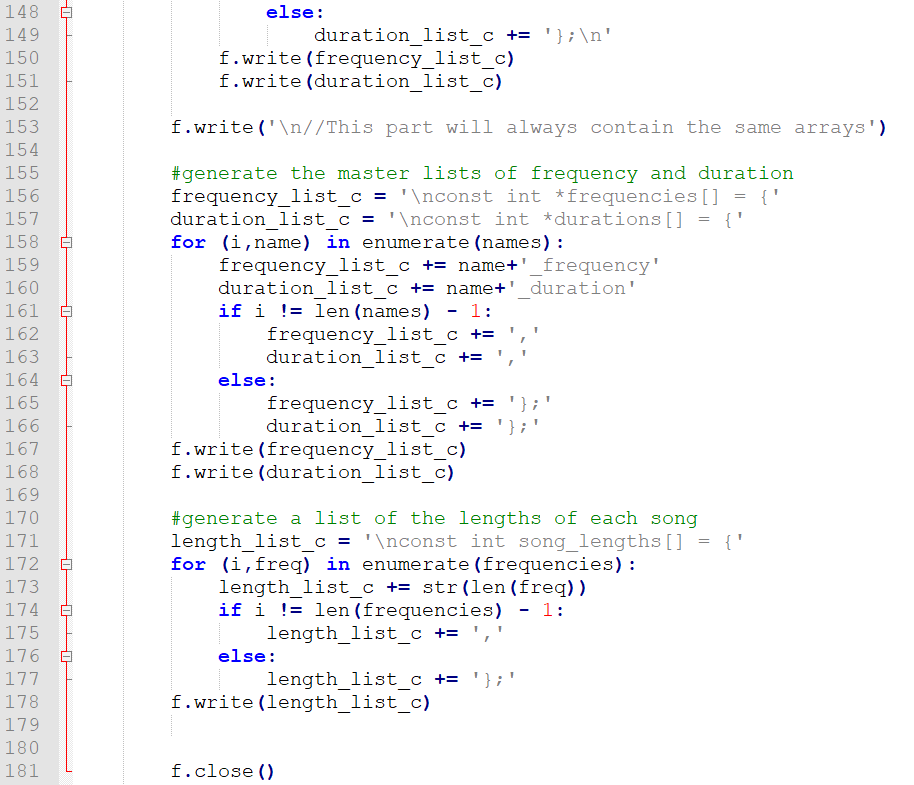 148                 else:
149                     duration_list_c += '};\n'
150             f.write(frequency_list_c)
151             f.write(duration_list_c)
152
153         f.write('\n//This part will always contain the same arrays')
154
155         #generate the master lists of frequency and duration
156         frequency_list_c = '\nconst int *frequencies[] = {'
157         duration_list_c = '\nconst int *durations[] = {'
158         for (i,name) in enumerate(names):
159             frequency_list_c += name+'_frequency'
160             duration_list_c += name+'_duration'
161             if i != len(names) - 1:
162                 frequency_list_c += ','
163                 duration_list_c += ','
164             else:
165                 frequency_list_c += '};'
166                 duration_list_c += '};'
167         f.write(frequency_list_c)
168         f.write(duration_list_c)
169
170         #generate a list of the lengths of each song
171         length_list_c = '\nconst int song_lengths[] = {'
172         for (i,freq) in enumerate(frequencies):
173             length_list_c += str(len(freq))
174             if i != len(frequencies) - 1:
175                 length_list_c += ','
176             else:
177                 length_list_c += '};'
178         f.write(length_list_c)
179
180
181         f.close()